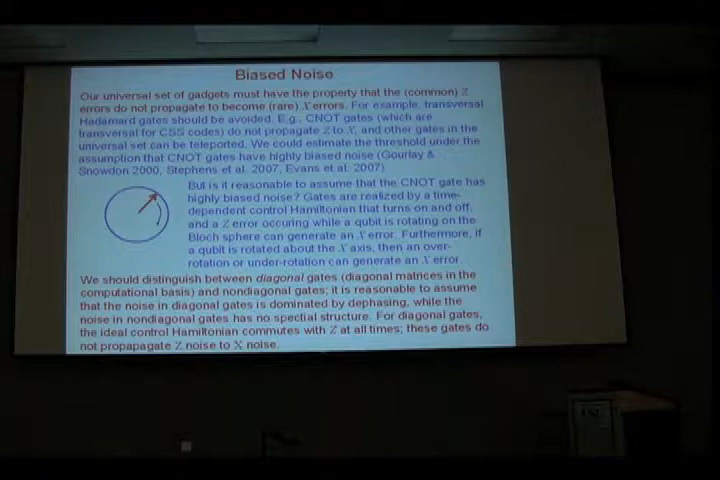 Biased Noise
Our universal set of gadgets must have the property that the (common) Z
errors do not propagate to become (rare) X errors. For example, transversal
Hadamard gates should be avoided. E.g., CNOT gates (which are
transversal for CSS codes) do not propagate Z to X, and other gates in the
universal set can be teleported. We could estimate the threshold under the
assumption that CNOT gates have highly biased noise (Gourlay &
Snowdon 2000, Stephens et al. 2007, Evans et al. 2007)
But is it reasonable to assume that the CNOT gate has
highly biased noise? Gates are realized by a time-
dependent control Hamiltonian that turns on and off,
and a Z error occuring while a qubit is rotating on the
Bloch sphere can generate an X error. Furthermore, if
a qubit is rotated about the X axis, then an over-
rotation or under-rotation can generate an X error.
We should distinguish between diagonal gates (diagonal matrices in the
computational basis) and nondiagonal gates; it is reasonable to assume
that the noise in diagonal gates is dominated by dephasing, while the
noise in nondiagonal gates has no spectial structure. For diagonal gates,
the ideal control Hamiltonian commutes with Z at all times; these gates do
not propapagate Z noise to X noise.